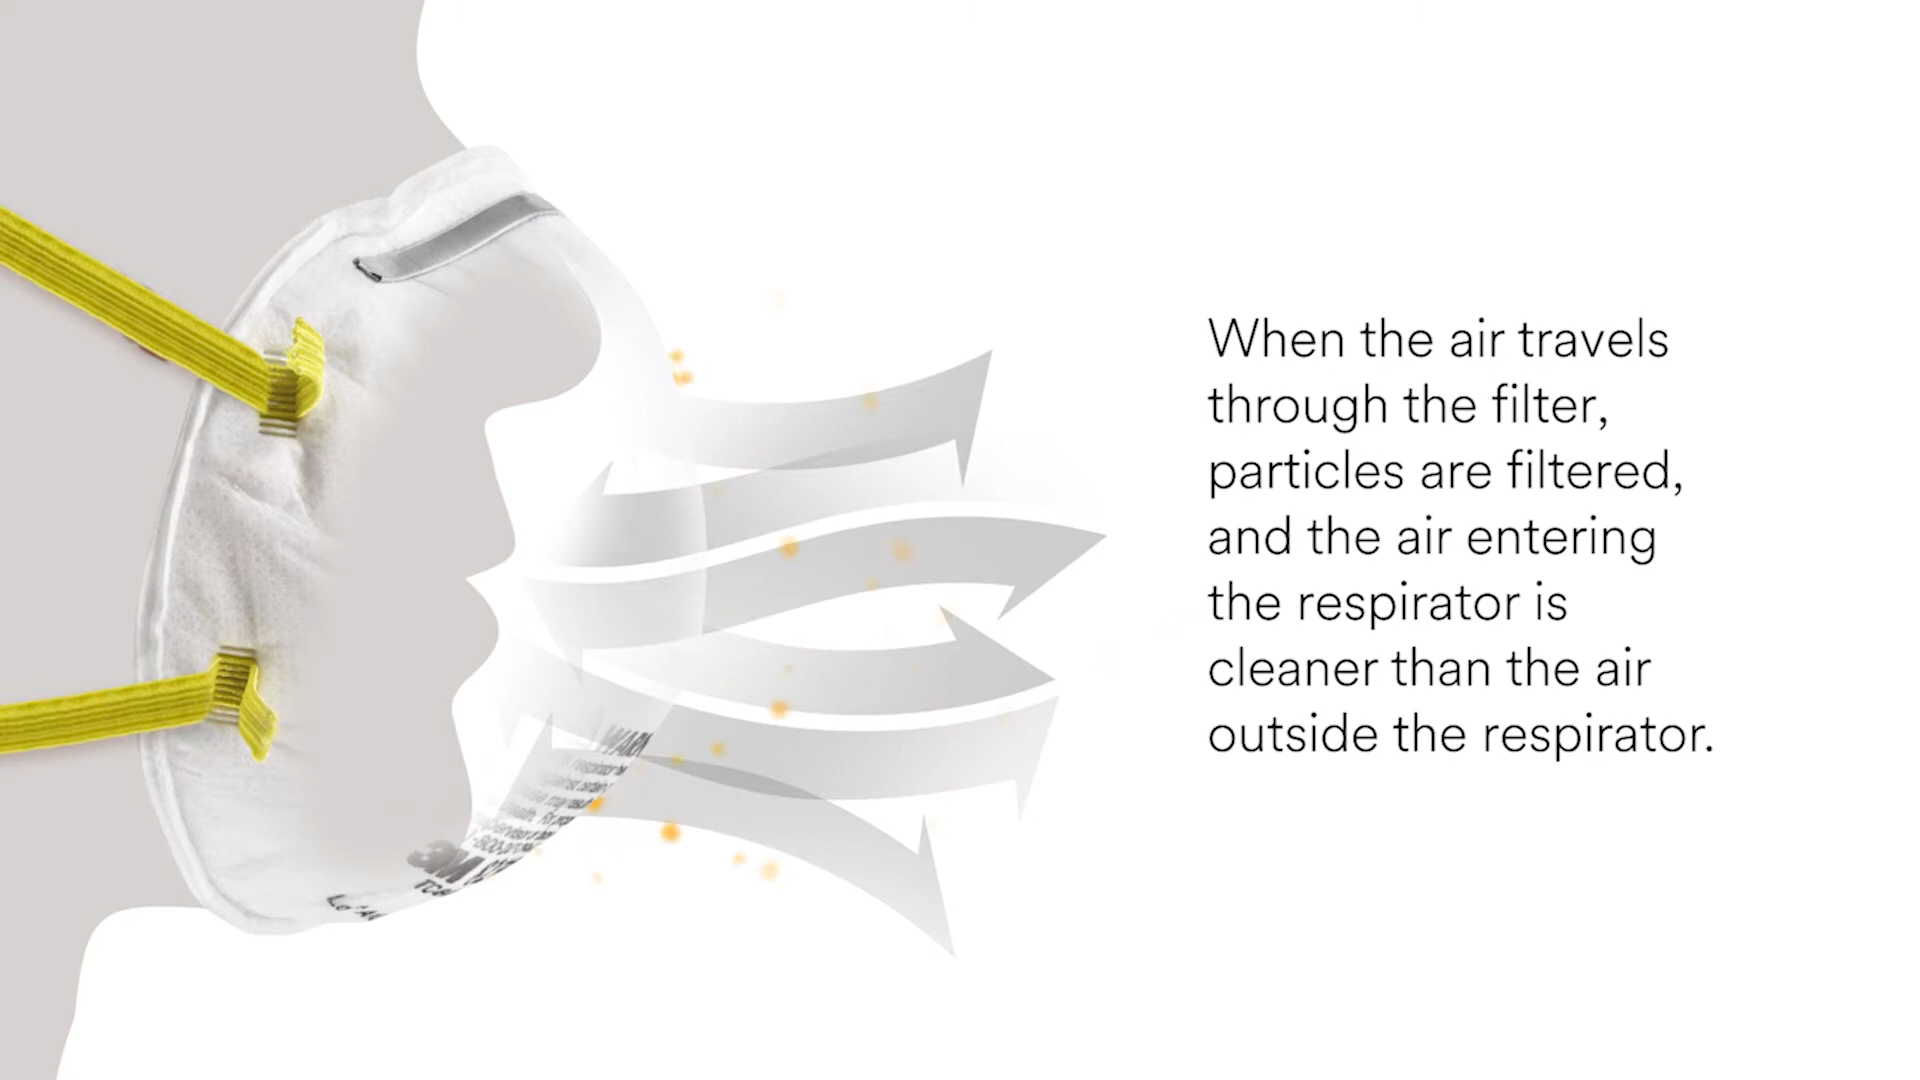 When the air travels
through the filter,
particles are filtered,
and the air entering
the respirator is
cleaner than the air
outside the respirator.
WARN
3M